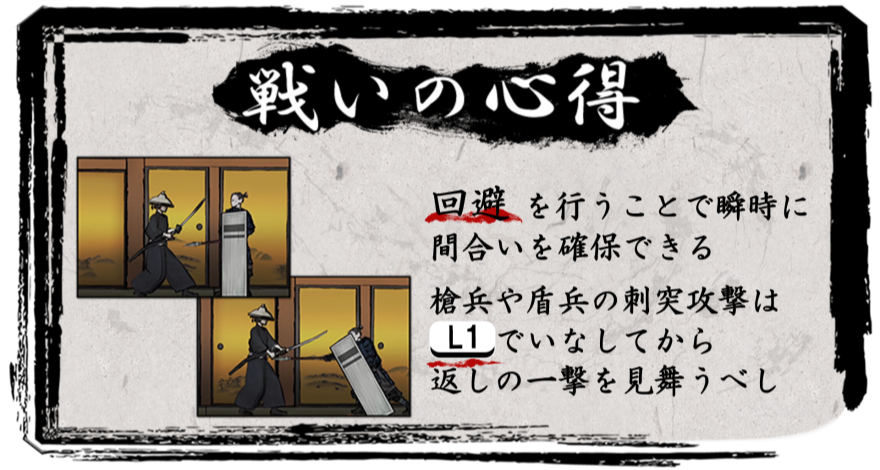 戦いの心得
回避を行うことで瞬時に
間合いを確保できる
槍兵や盾兵の刺突攻撃は
L1でいなしてから
返しの一撃を見舞うべし